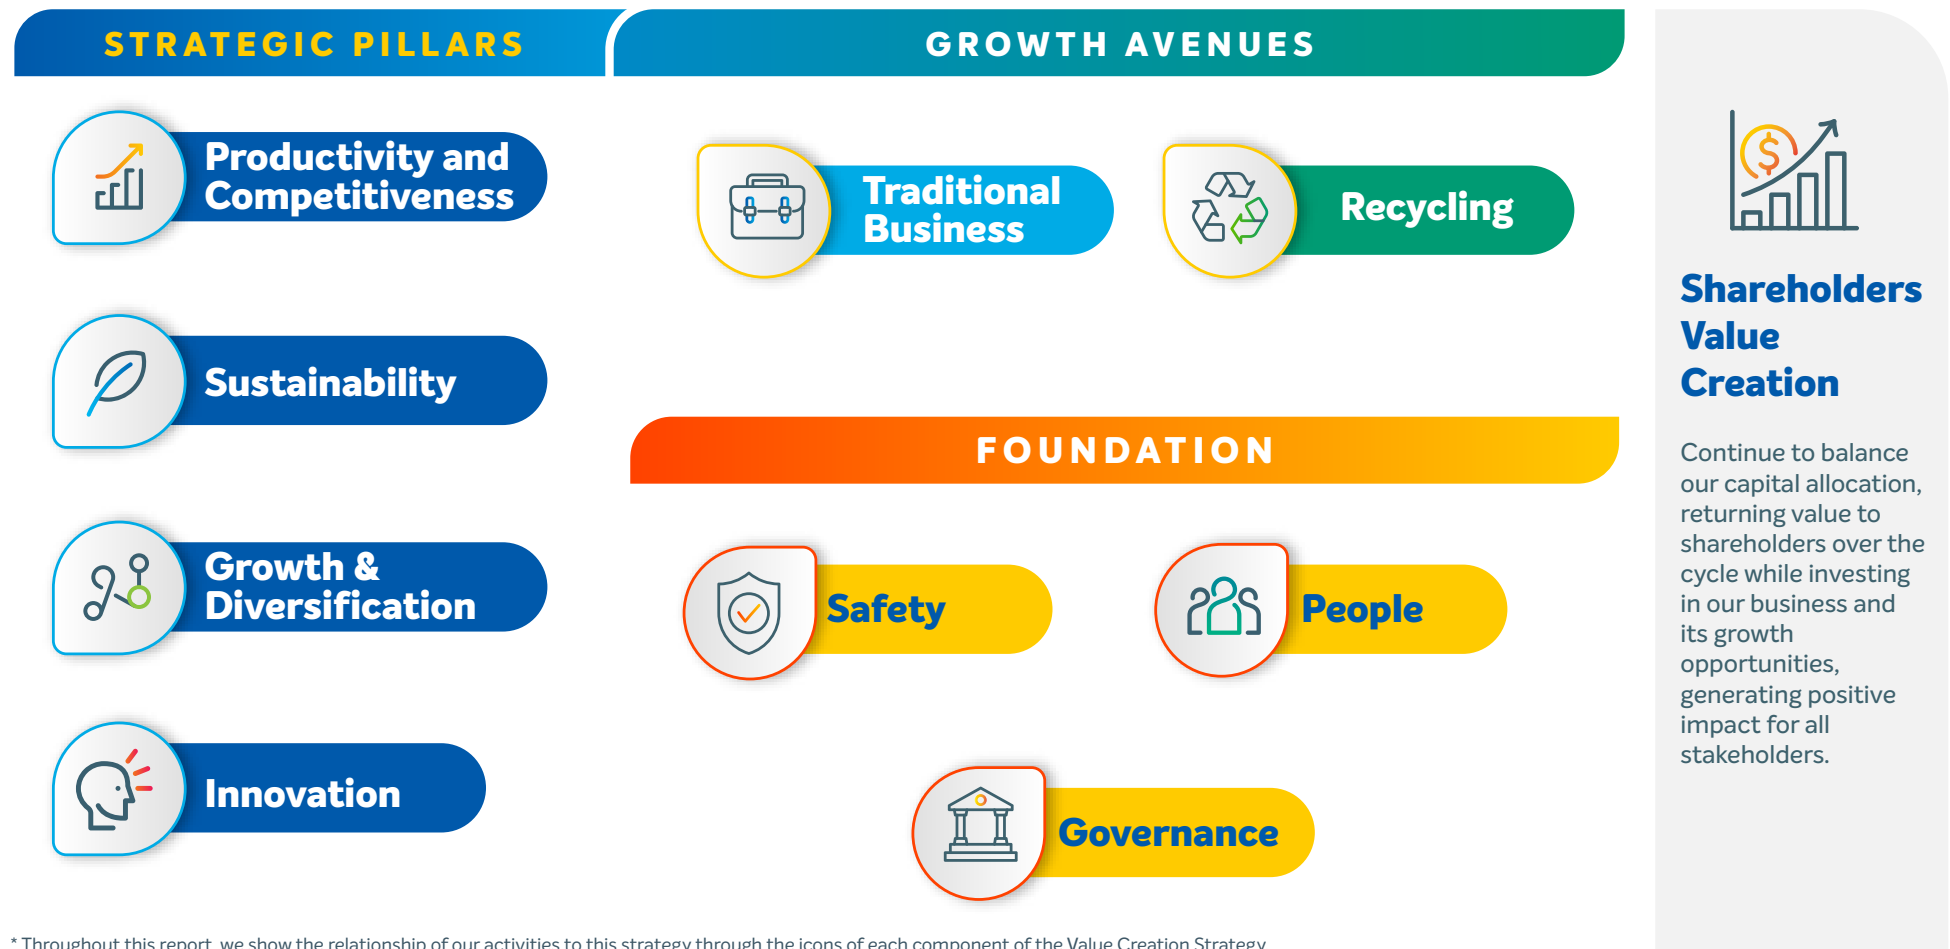 STRATEGIC PILLARS
Productivity and
Competitiveness
Sustainability
Growth &
Diversification
Innovation
GROWTH AVENUES
Traditional
Business
Recycling
FOUNDATION
Safety
People
Governance
$
Shareholders
Value
Creation
Continue to balance
our capital allocation,
returning value to
shareholders over the
cycle while investing
in our business and
its growth
opportunities,
generating positive
impact for all
stakeholders.
* Throughout this report, we show the relationship of our activities to this strategy through the icons of each component of the Value Creation Strategy